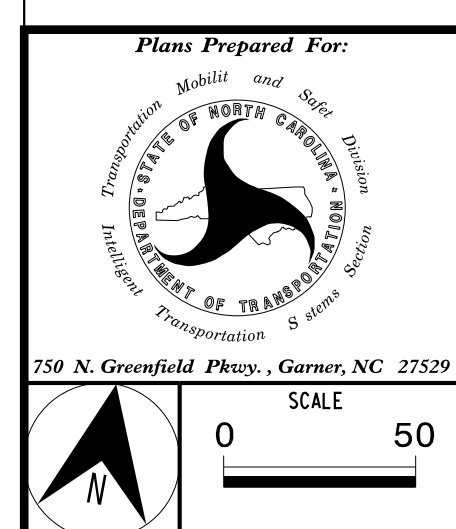 Plans Prepared For:
Transportation Mobilit and Safet Division
STATE OF NORTH CAROLINA
DEPARTMENT OF TRANSPORTATION
Intelligent Transportation S stems Section
750 N. Greenfield Pkwy. , Garner, NC 27529
SCALE
0 50
N